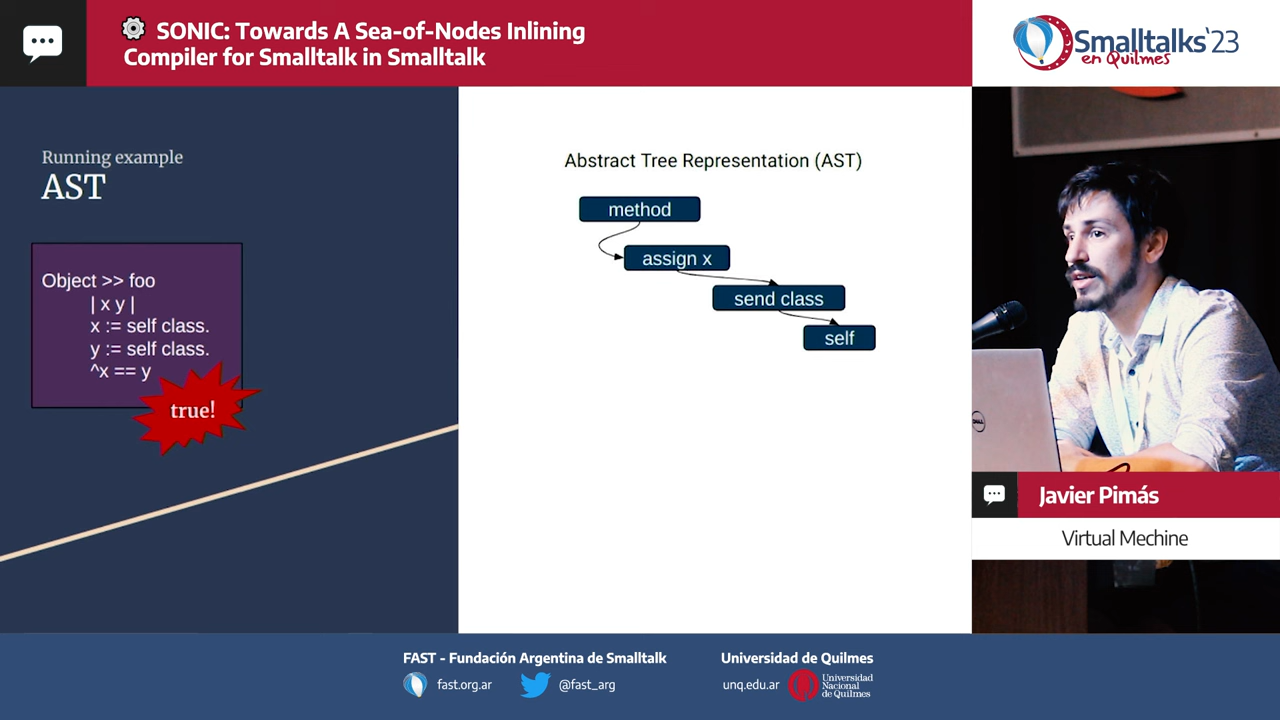 SONIC: Towards A Sea-of-Nodes Inlining
Compiler for Smalltalk in Smalltalk
Smalltalks'23
en Quilmes
Running example
AST
Object >> foo
| x y |
x := self class.
y := self class.
^x == y
true!
Abstract Tree Representation (AST)
method
assign x
send class
self
DELL
Javier Pimás
Virtual Mechine
FAST - Fundación Argentina de Smalltalk
fast.org.ar
@fast_arg
Universidad de Quilmes
unq.edu.ar
Universidad
Nacional
de Quilmes